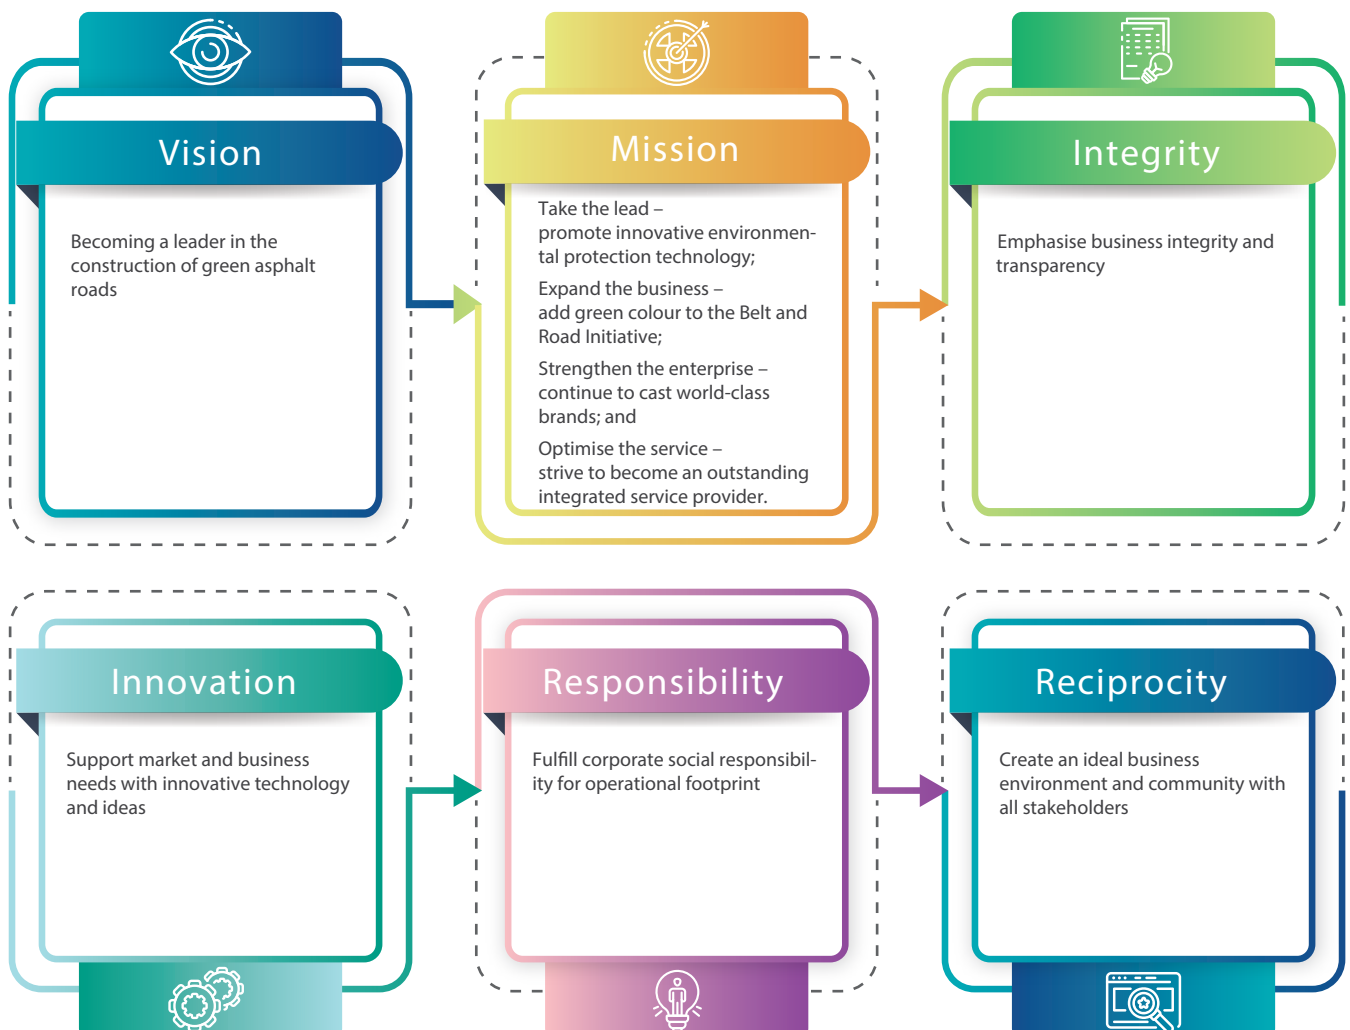 Vision
Becoming a leader in the
construction of green asphalt
roads
Mission
Take the lead –
promote innovative environmen-
tal protection technology;
Expand the business –
add green colour to the Belt and
Road Initiative;
Strengthen the enterprise –
continue to cast world-class
brands; and
Optimise the service –
strive to become an outstanding
integrated service provider.
Integrity
Emphasise business integrity and
transparency
Innovation
Support market and business
needs with innovative technology
and ideas
Responsibility
Fulfill corporate social responsibil-
ity for operational footprint
Reciprocity
Create an ideal business
environment and community with
all stakeholders